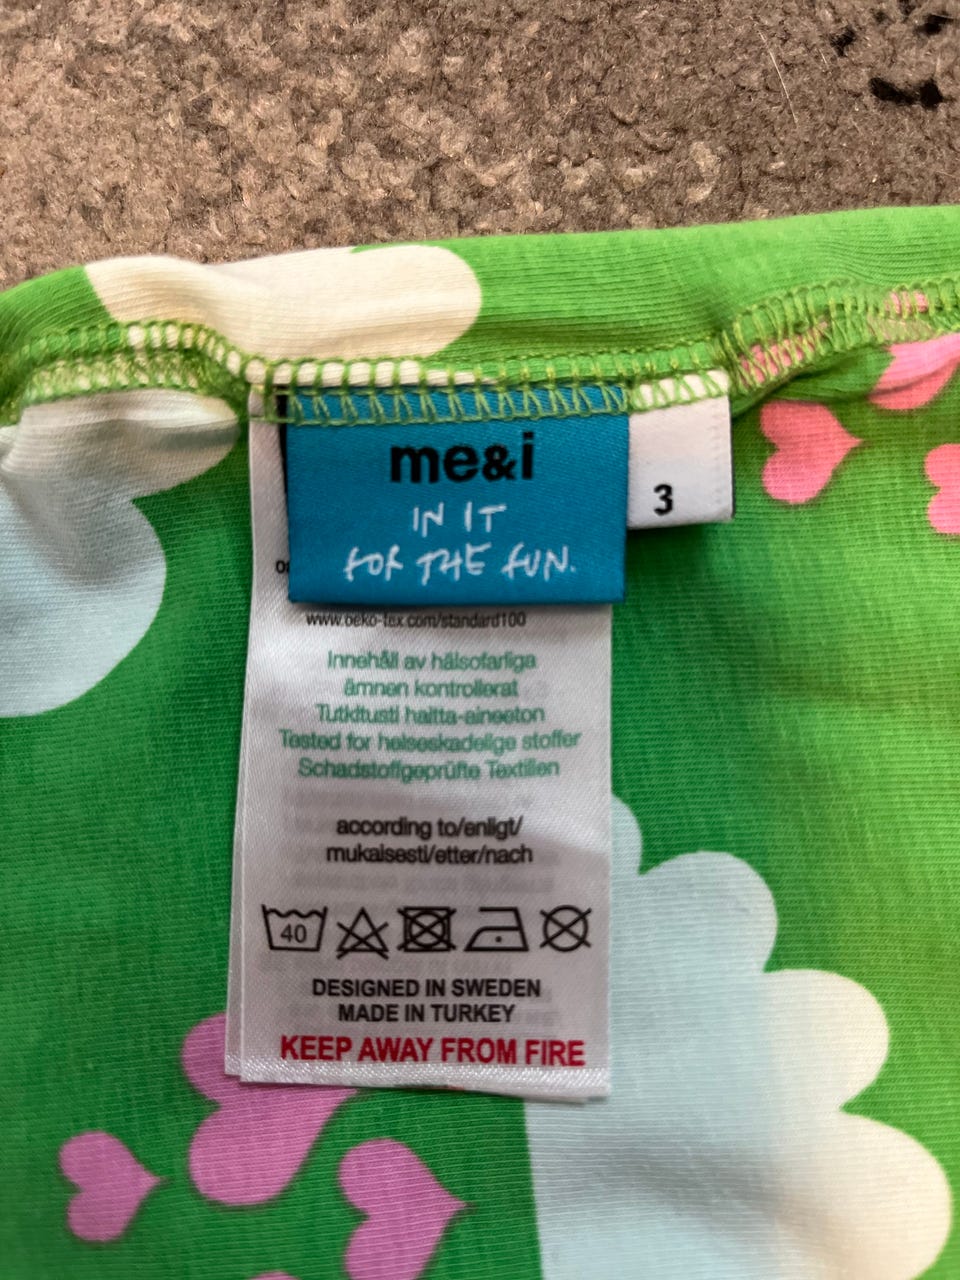 me&i
IN IT
FOR THE FUN.
3
www.oeko-tex.com/standard100
Innehåll av hälsofarliga
ämnen kontrollerat
Tutkitusti haitta-aineeton
Tested for helseskadelige stoffer
Schadstoffgeprüfte Textilien
according to/enligt/
mukaisesti/etter/nach
40
DESIGNED IN SWEDEN
MADE IN TURKEY
KEEP AWAY FROM FIRE